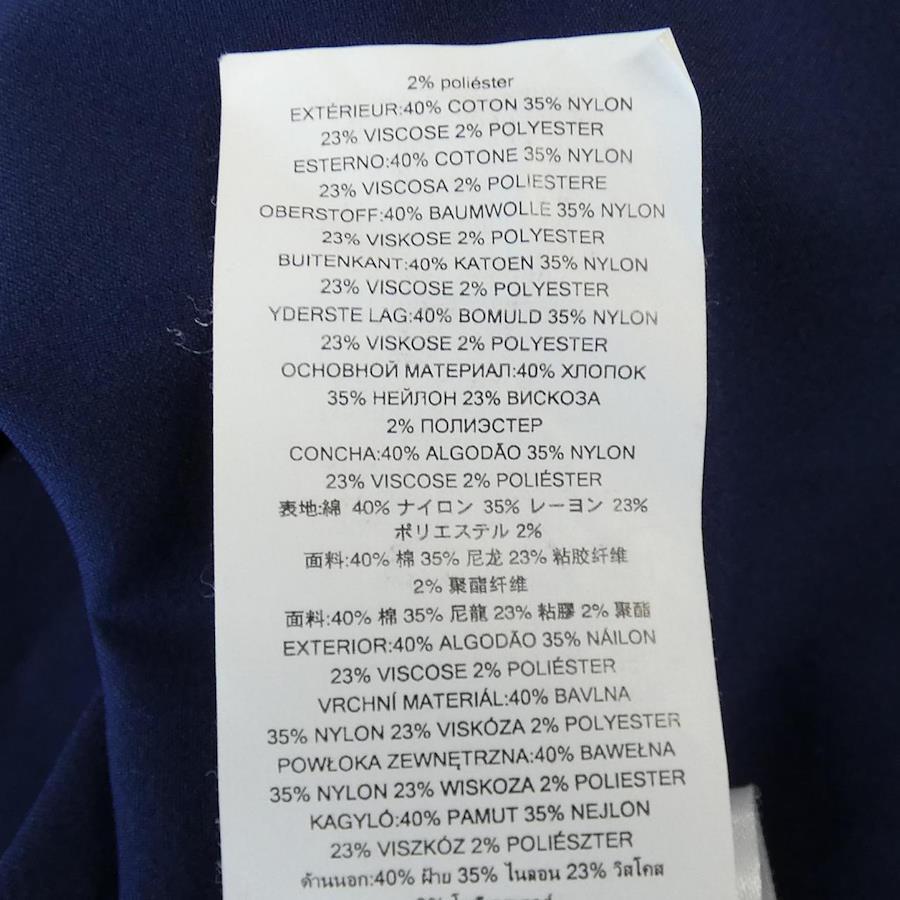 2% poliéster
EXTÉRIEUR:40% COTON 35% NYLON
23% VISCOSE 2% POLYESTER
ESTERNO:40% COTONE 35% NYLON
23% VISCOSA 2% POLIESTERE
OBERSTOFF:40% BAUMWOLLE 35% NYLON
23% VISKOSE 2% POLYESTER
BUITENKANT:40% KATOEN 35% NYLON
23% VISCOSE 2% POLYESTER
YDERSTE LAG:40% BOMULD 35% NYLON
23% VISKOSE 2% POLYESTER
ОСНОВНОЙ МАТЕРИАЛ:40% ХЛОПОК
35% НЕЙЛОН 23% ВИСКОЗА
2% ПОЛИЭСТЕР
CONCHA:40% ALGODÃO 35% NYLON
23% VISCOSE 2% POLIÉSTER
表地:綿 40% ナイロン 35% レーヨン 23%
ポリエステル 2%
面料:40% 棉 35% 尼龙 23% 粘胶纤维
2% 聚酯纤维
面料:40% 棉 35% 尼龍 23% 粘膠 2% 聚酯
EXTERIOR:40% ALGODÃO 35% NÁILON
23% VISCOSE 2% POLIÉSTER
VRCHNÍ MATERIÁL:40% BAVLNA
35% NYLON 23% VISKÓZA 2% POLYESTER
POWŁOKA ZEWNĘTRZNA:40% BAWEŁNA
35% NYLON 23% WISKOZA 2% POLIESTER
KAGYLÓ:40% PAMUT 35% NEJLON
23% VISZKÓZ 2% POLIÉSZTER
ด้านนอก:40% ฝ้าย 35% ไนลอน 23% วิสโคส